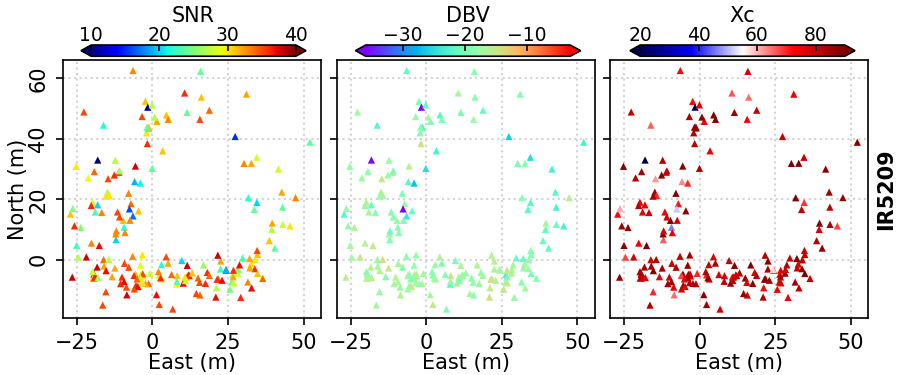 SNR DBV Xc
10 20 30 40 −30 −20 −10 20 40 60 80
60
40
20
0
North (m)
IR5209
−25 0 25 50 −25 0 25 50 −25 0 25 50
East (m) East (m) East (m)